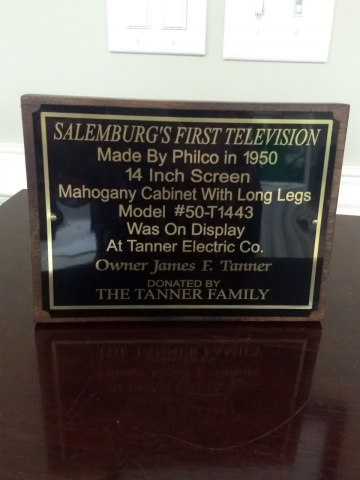 SALEMBURG'S FIRST TELEVISION
Made By Philco in 1950
14 Inch Screen
Mahogany Cabinet With Long Legs
Model #50-T1443
Was On Display
At Tanner Electric Co.
Owner James F. Tanner
DONATED BY
THE TANNER FAMILY